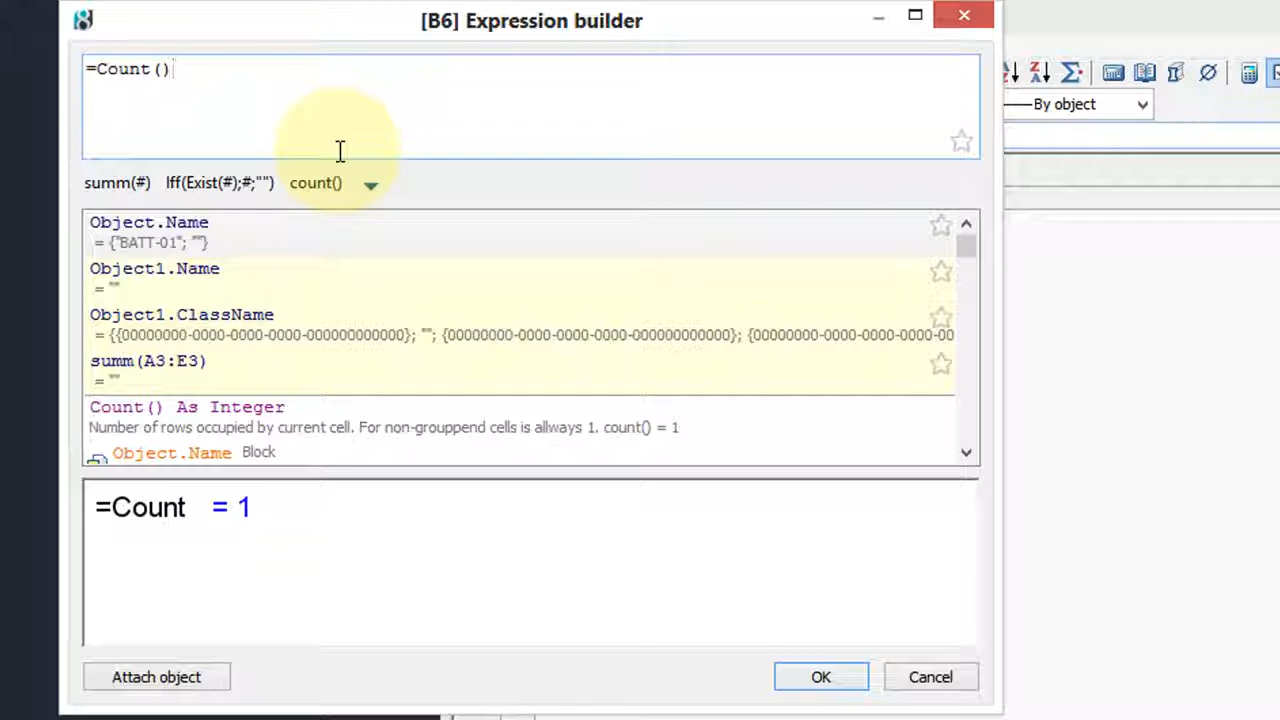 [B6] Expression builder
=Count()
By object
summ(#) Iff(Exist(#);#;"") count()
Object.Name
= {"BATT-01"; ""}
Object1.Name
= ""
Object1.ClassName
= {{00000000-0000-0000-0000-000000000000}; ""; {00000000-0000-0000-0000-000000000000}; {00000000-0000-0000-0000-00
summ(A3:E3)
= ""
Count() As Integer
Number of rows occupied by current cell. For non-grouppend cells is allways 1. count() = 1
Object.Name Block
=Count = 1
Attach object
OK
Cancel